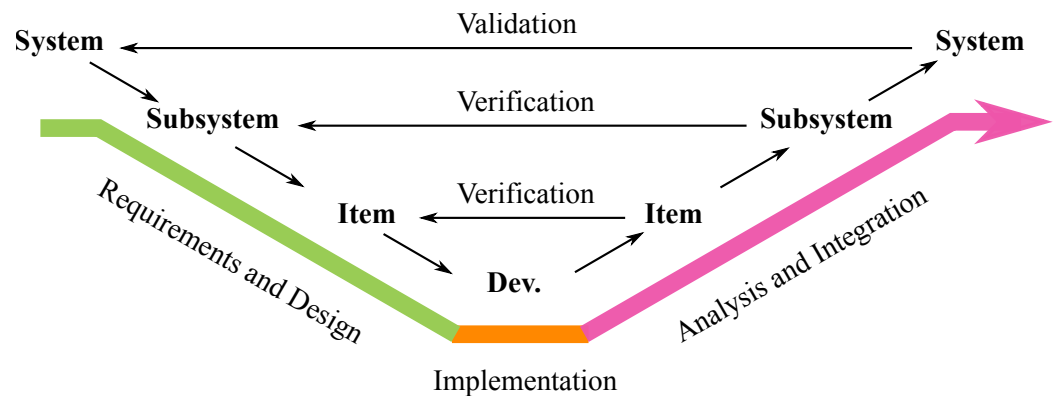 Validation
System
System
Verification
Subsystem
Subsystem
Verification
Item
Item
Requirements and Design
Analysis and Integration
Dev.
Implementation